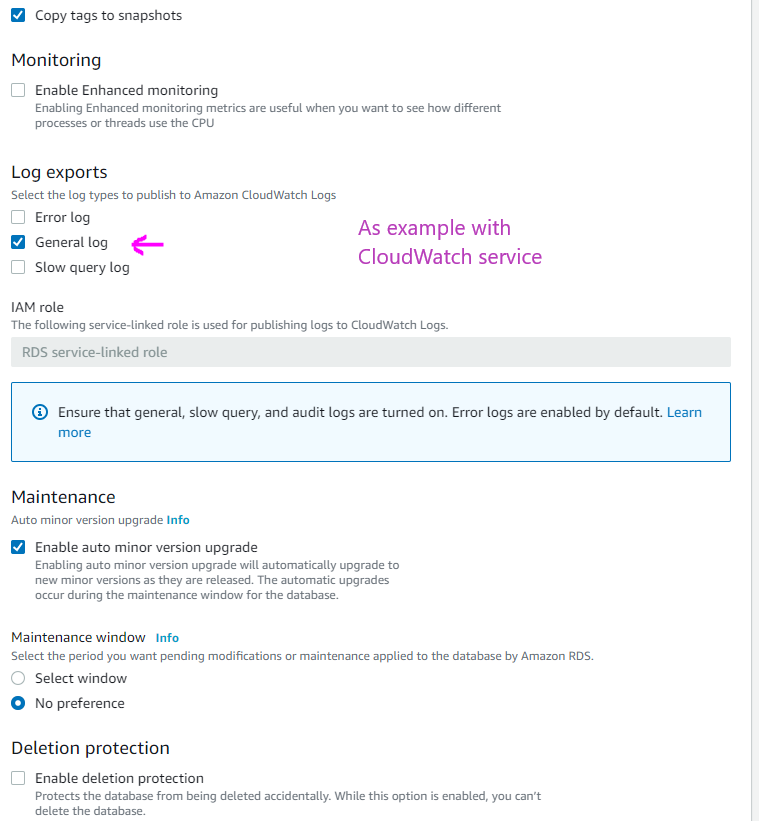 Copy tags to snapshots
Monitoring
Enable Enhanced monitoring
Enabling Enhanced monitoring metrics are useful when you want to see how different
processes or threads use the CPU
Log exports
Select the log types to publish to Amazon CloudWatch Logs
Error log
General log
Slow query log
As example with
CloudWatch service
IAM role
The following service-linked role is used for publishing logs to CloudWatch Logs.
RDS service-linked role
Ensure that general, slow query, and audit logs are turned on. Error logs are enabled by default. Learn
more
Maintenance
Auto minor version upgrade Info
Enable auto minor version upgrade
Enabling auto minor version upgrade will automatically upgrade to
new minor versions as they are released. The automatic upgrades
occur during the maintenance window for the database.
Maintenance window Info
Select the period you want pending modifications or maintenance applied to the database by Amazon RDS.
Select window
No preference
Deletion protection
Enable deletion protection
Protects the database from being deleted accidentally. While this option is enabled, you can't
delete the database.